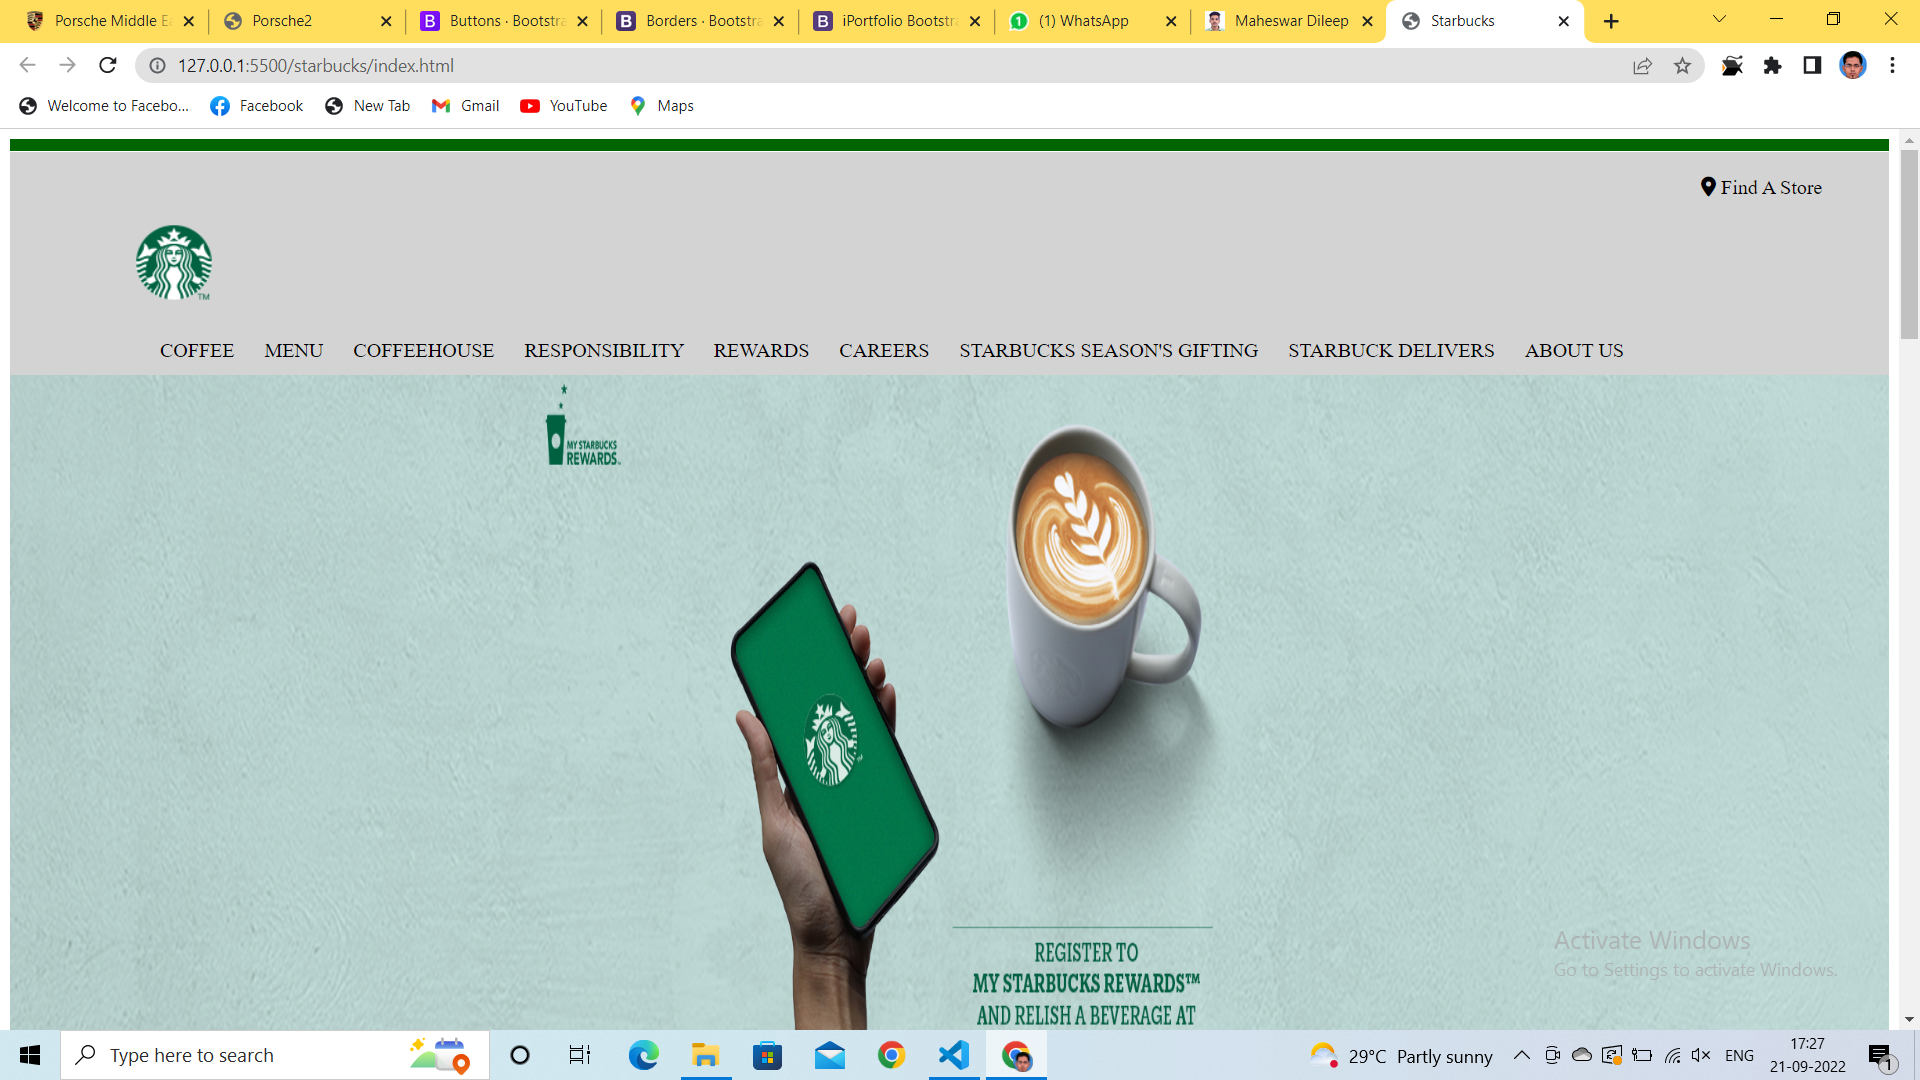 Porsche Middle Ea
Porsche2
Buttons · Bootstra
Borders · Bootstra
iPortfolio Bootstra
(1) WhatsApp
Maheswar Dileep
Starbucks
127.0.0.1:5500/starbucks/index.html
Welcome to Facebo...
Facebook
New Tab
Gmail
YouTube
Maps
Find A Store
TM
COFFEE MENU COFFEEHOUSE RESPONSIBILITY REWARDS CAREERS STARBUCKS SEASON'S GIFTING STARBUCK DELIVERS ABOUT US
MY STARBUCKS
REWARDS™
REGISTER TO
MY STARBUCKS REWARDS™
AND RELISH A BEVERAGE AT
Activate Windows
Go to Settings to activate Windows.
Type here to search
29°C Partly sunny
ENG
17:27
21-09-2022
1